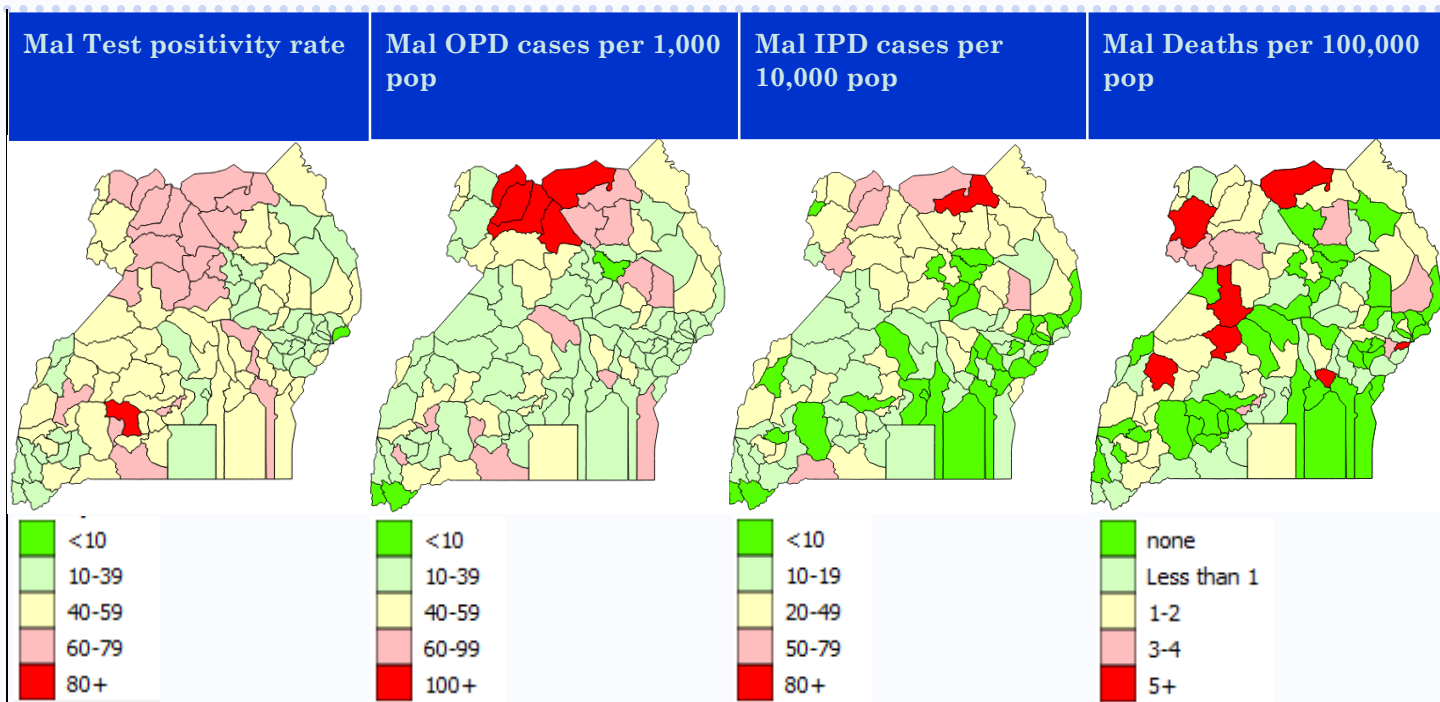 Mal Test positivity rate
Mal OPD cases per 1,000
pop
Mal IPD cases per
10,000 pop
Mal Deaths per 100,000
pop
<10
10-39
40-59
60-79
80+
<10
10-39
40-59
60-99
100+
<10
10-19
20-49
50-79
80+
none
Less than 1
1-2
3-4
5+